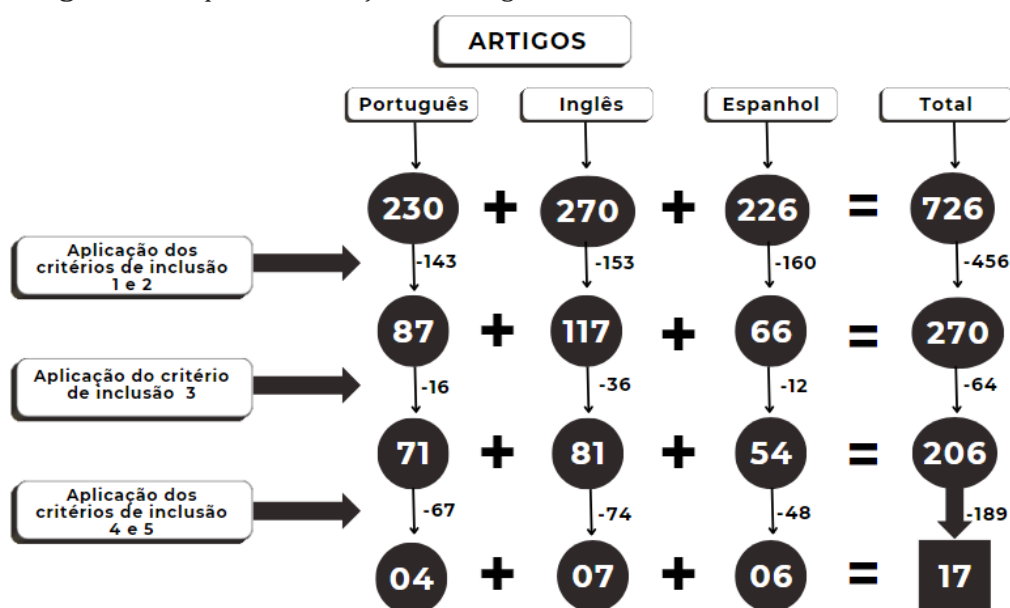 ARTIGOS
Português Inglês Espanhol Total
230 + 270 + 226 = 726
Aplicação dos
critérios de inclusão
1 e 2
-143 -153 -160 -456
87 + 117 + 66 = 270
Aplicação do critério
de inclusão 3
-16 -36 -12 -64
71 + 81 + 54 = 206
Aplicação dos
critérios de inclusão
4 e 5
-67 -74 -48 -189
04 + 07 + 06 = 17